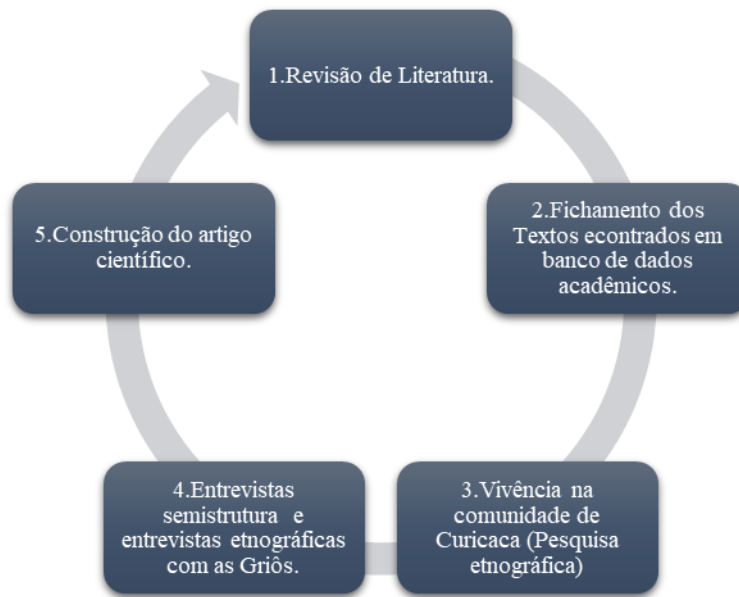 1.Revisão de Literatura.
2.Fichamento dos
Textos econtrados em
banco de dados
acadêmicos.
3.Vivência na
comunidade de
Curicaca (Pesquisa
etnográfica)
4.Entrevistas
semistrutura e
entrevistas etnográficas
com as Griôs.
5.Construção do artigo
científico.